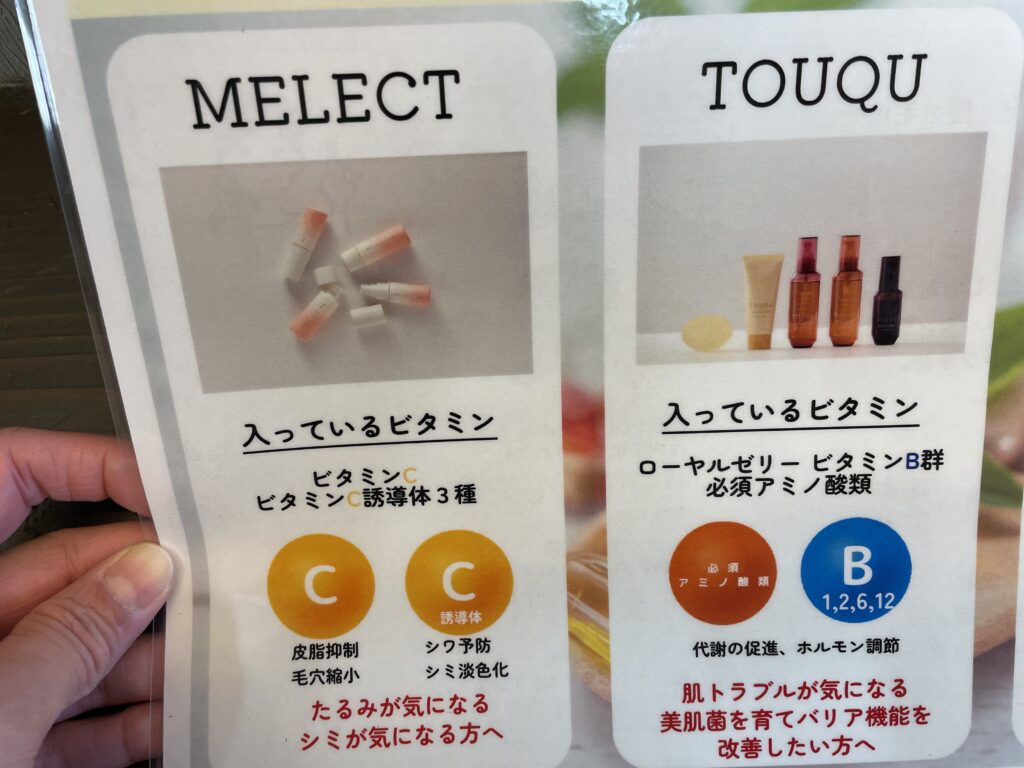 MELECT
入っているビタミン
ビタミンC
ビタミンC誘導体３種
C
C
誘導体
皮脂抑制
毛穴縮小
シワ予防
シミ淡色化
たるみが気になる
シミが気になる方へ
TOUQU
入っているビタミン
ローヤルゼリー ビタミンB群
必須アミノ酸類
必須
アミノ酸類
B
1,2,6,12
代謝の促進、ホルモン調節
肌トラブルが気になる
美肌菌を育てバリア機能を
改善したい方へ